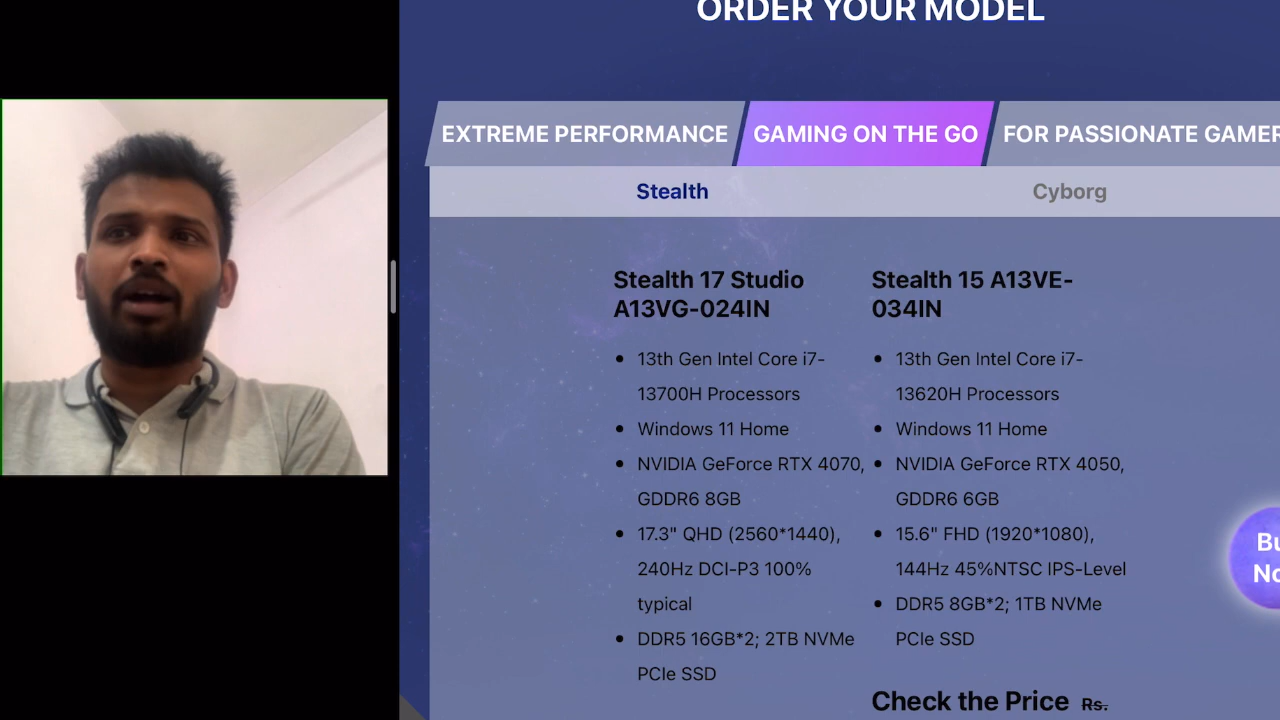 ORDER YOUR MODEL
EXTREME PERFORMANCE
GAMING ON THE GO
FOR PASSIONATE GAMER
Stealth
Cyborg
Stealth 17 Studio
A13VG-024IN
13th Gen Intel Core i7-
13700H Processors
Windows 11 Home
NVIDIA GeForce RTX 4070,
GDDR6 8GB
17.3" QHD (2560*1440),
240Hz DCI-P3 100%
typical
DDR5 16GB*2; 2TB NVMe
PCIe SSD
Stealth 15 A13VE-
034IN
13th Gen Intel Core i7-
13620H Processors
Windows 11 Home
NVIDIA GeForce RTX 4050,
GDDR6 6GB
15.6" FHD (1920*1080),
144Hz 45%NTSC IPS-Level
DDR5 8GB*2; 1TB NVMe
PCIe SSD
Check the Price Rs.